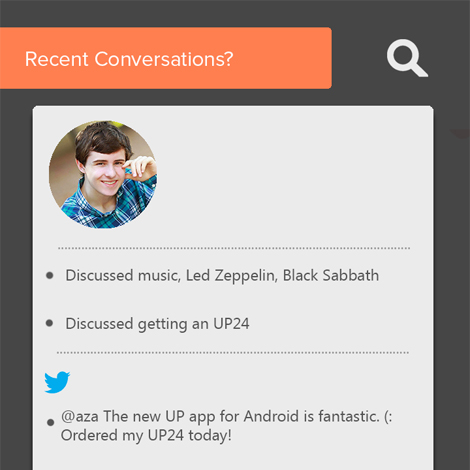 Recent Conversations?
Discussed music, Led Zeppelin, Black Sabbath
Discussed getting an UP24
@aza The new UP app for Android is fantastic. (:
Ordered my UP24 today!